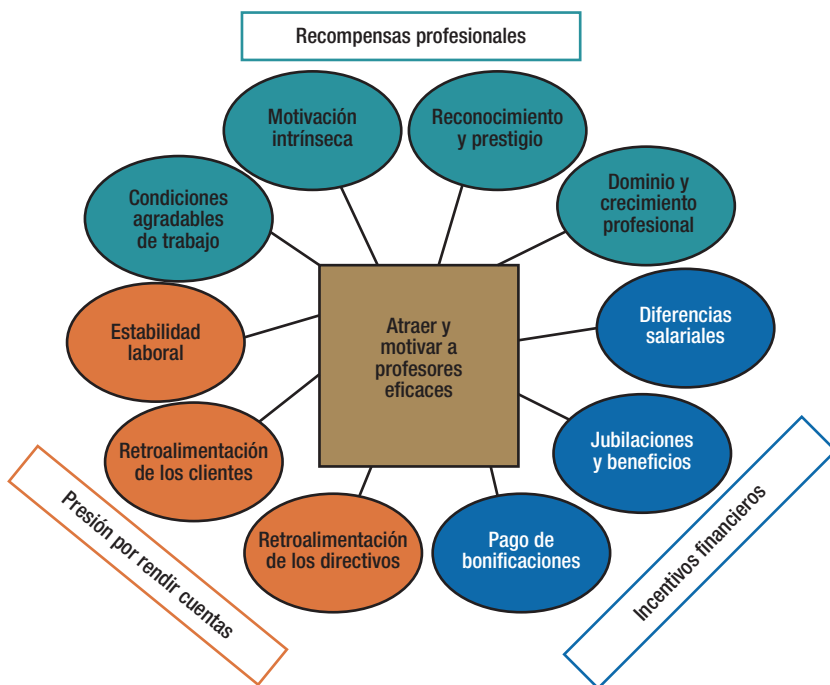 Recompensas profesionales
Motivación
intrínseca
Reconocimiento
y prestigio
Condiciones
agradables
de trabajo
Dominio y
crecimiento
profesional
Estabilidad
laboral
Atraer y
motivar a
profesores
eficaces
Diferencias
salariales
Retroalimentación
de los clientes
Jubilaciones
y beneficios
Retroalimentación
de los directivos
Pago de
bonificaciones
Presión por rendir cuentas
Incentivos financieros